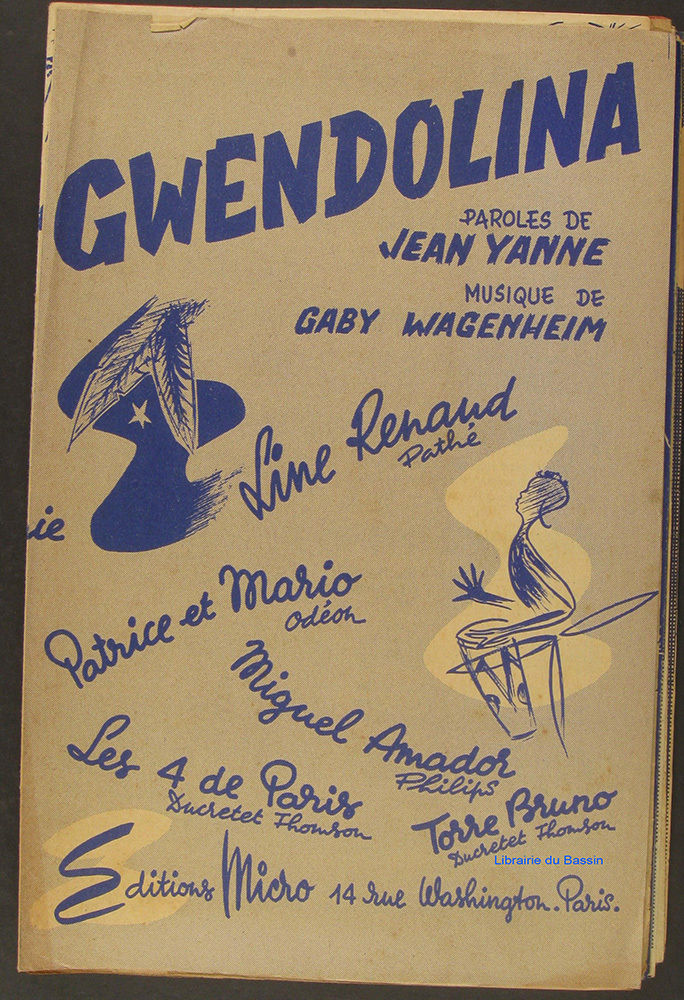 GWENDOLINA
PAROLES DE
JEAN YANNE
MUSIQUE DE
GABY WAGENHEIM
Line Renaud
Pathé
ie
Patrice et Mario
Odéon
Miguel Amador
Philips
Les 4 de Paris
Ducretet Thomson
Torre Bruno
Ducretet Thomson
Librairie du Bassin
Editions Micro 14 rue Washington. Paris.